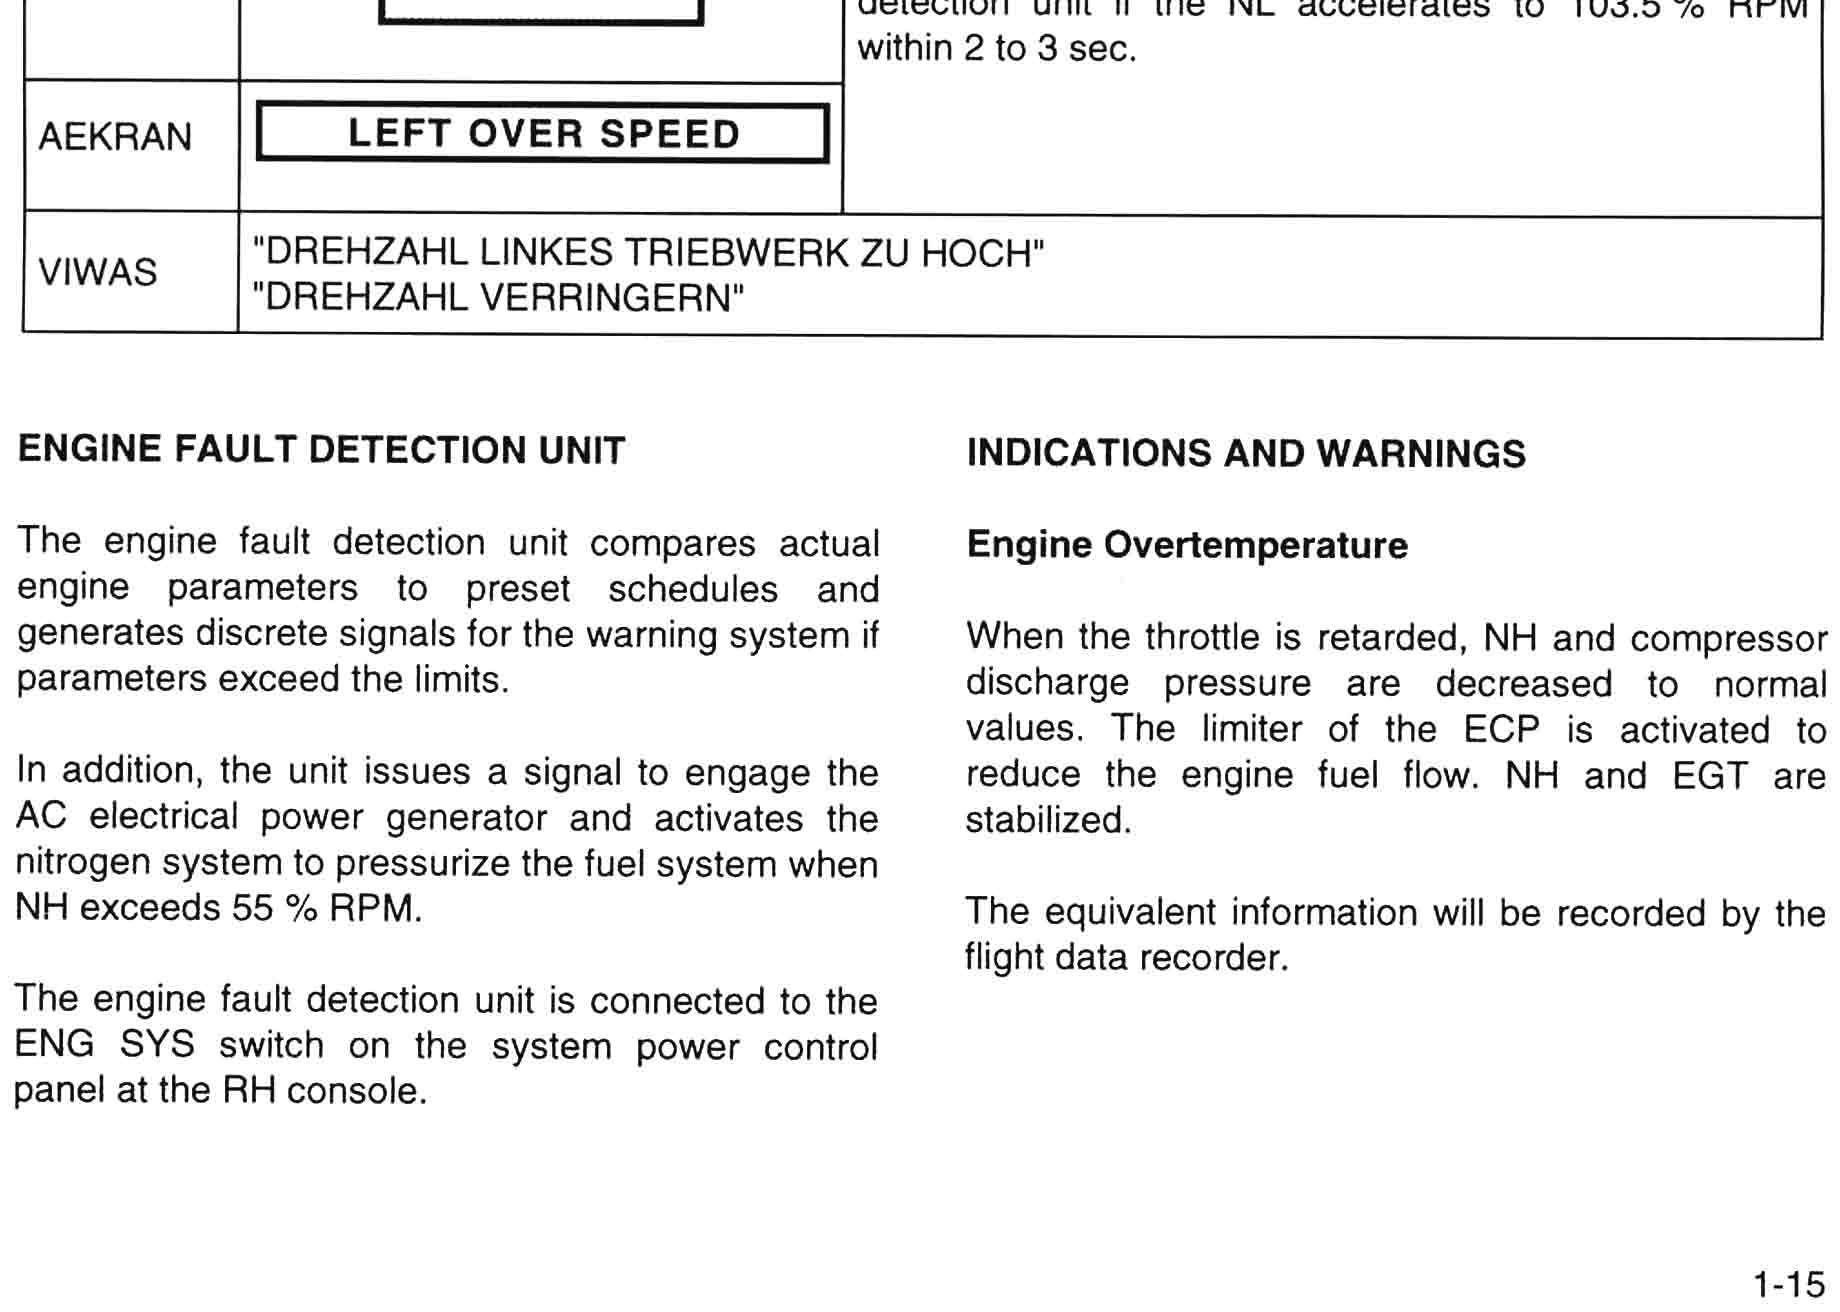 detection unit if the NL accelerates to 103.5 % RPM
within 2 to 3 sec.
AEKRAN
LEFT OVER SPEED
VIWAS
"DREHZAHL LINKES TRIEBWERK ZU HOCH"
"DREHZAHL VERRINGERN"
ENGINE FAULT DETECTION UNIT
The engine fault detection unit compares actual
engine parameters to preset schedules and
generates discrete signals for the warning system if
parameters exceed the limits.
In addition, the unit issues a signal to engage the
AC electrical power generator and activates the
nitrogen system to pressurize the fuel system when
NH exceeds 55 % RPM.
The engine fault detection unit is connected to the
ENG SYS switch on the system power control
panel at the RH console.
INDICATIONS AND WARNINGS
Engine Overtemperature
When the throttle is retarded, NH and compressor
discharge pressure are decreased to normal
values. The limiter of the ECP is activated to
reduce the engine fuel flow. NH and EGT are
stabilized.
The equivalent information will be recorded by the
flight data recorder.
1-15